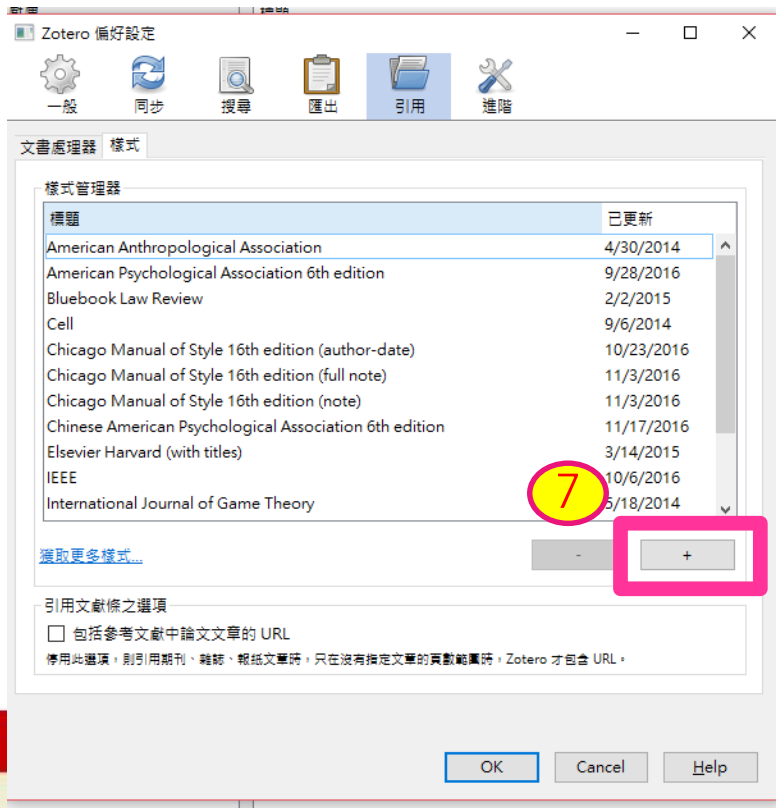 標題
Zotero 偏好設定
一般 同步 搜尋 匯出 引用 進階
文書處理器 樣式
樣式管理器
標題 已更新
American Anthropological Association 4/30/2014
American Psychological Association 6th edition 9/28/2016
Bluebook Law Review 2/2/2015
Cell 9/6/2014
Chicago Manual of Style 16th edition (author-date) 10/23/2016
Chicago Manual of Style 16th edition (full note) 11/3/2016
Chicago Manual of Style 16th edition (note) 11/3/2016
Chinese American Psychological Association 6th edition 11/17/2016
Elsevier Harvard (with titles) 3/14/2015
IEEE 10/6/2016
International Journal of Game Theory 5/18/2014
7
獲取更多樣式... - +
引用文獻條之選項
包括參考文獻中論文文章的 URL
停用此選項，則引用期刊、雜誌、報紙文章時，只在沒有指定文章的頁數範圍時，Zotero 才包含 URL。
OK Cancel Help